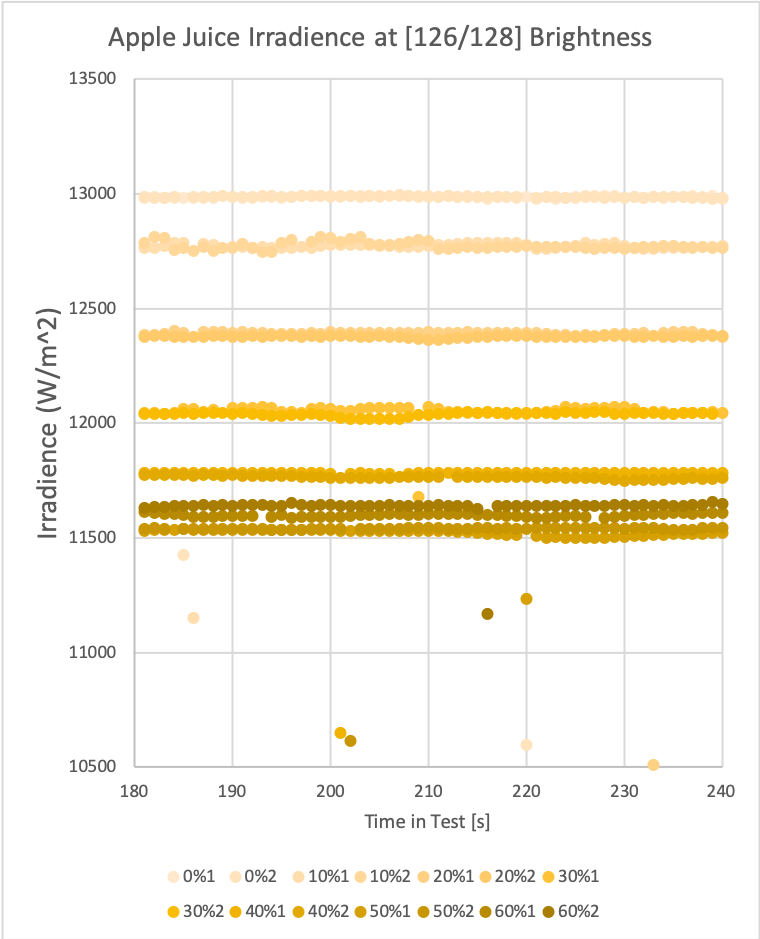 Apple Juice Irradience at [126/128] Brightness
13500
13000
12500
12000
11500
11000
10500
Irradience (W/m^2)
180 190 200 210 220 230 240
Time in Test [s]
0%1 0%2 10%1 10%2 20%1 20%2 30%1
30%2 40%1 40%2 50%1 50%2 60%1 60%2